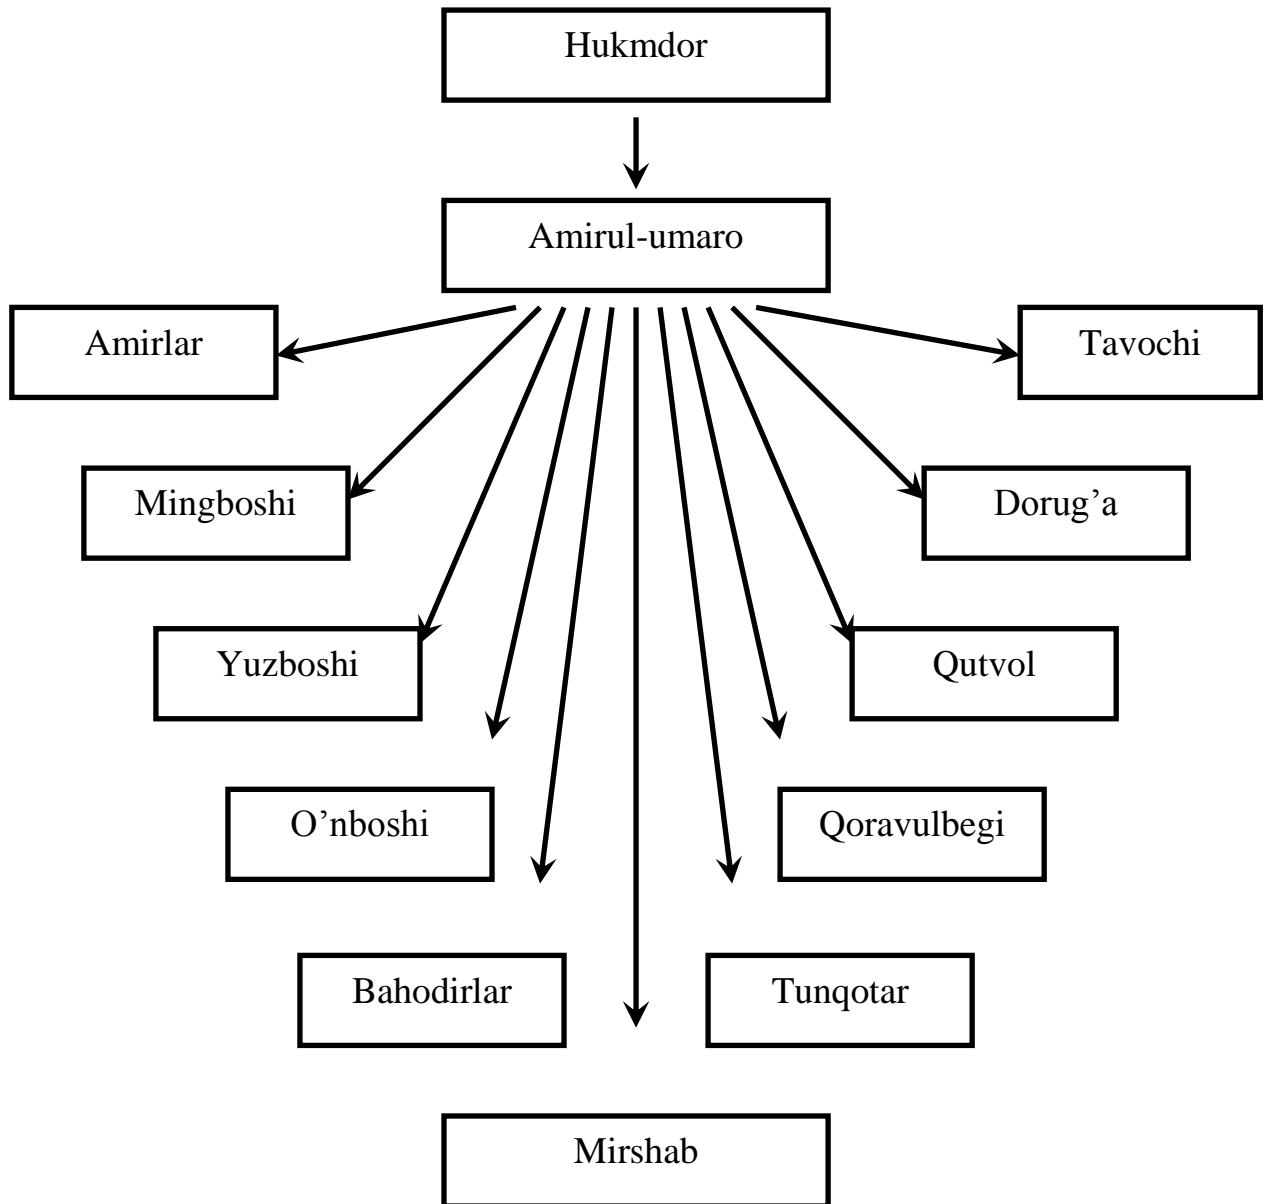 Hukmdor
Amirul-umaro
Amirlar
Tavochi
Mingboshi
Dorug’a
Yuzboshi
Qutvol
O’nboshi
Qoravulbegi
Bahodirlar
Tunqotar
Mirshab